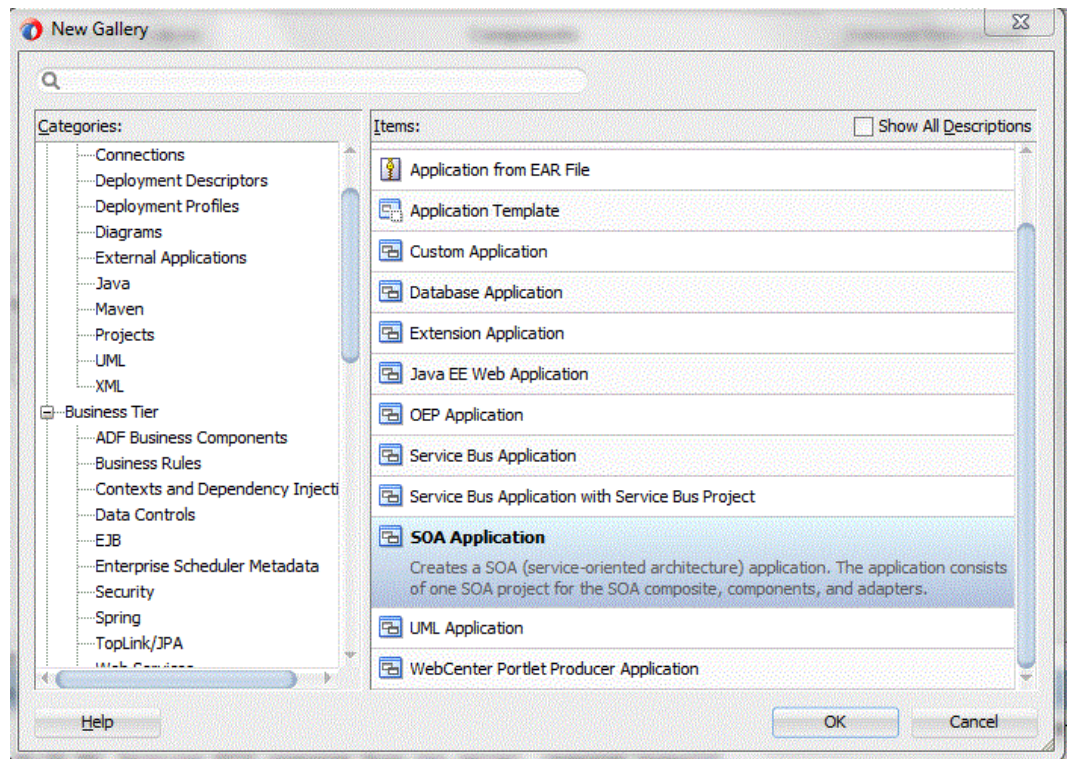 New Gallery
Categories:
Connections
Deployment Descriptors
Deployment Profiles
Diagrams
External Applications
Java
Maven
Projects
UML
XML
Business Tier
ADF Business Components
Business Rules
Contexts and Dependency Injecti
Data Controls
EJB
Enterprise Scheduler Metadata
Security
Spring
TopLink/JPA
Items:
Show All Descriptions
Application from EAR File
Application Template
Custom Application
Database Application
Extension Application
Java EE Web Application
OEP Application
Service Bus Application
Service Bus Application with Service Bus Project
SOA Application
Creates a SOA (service-oriented architecture) application. The application consists
of one SOA project for the SOA composite, components, and adapters.
UML Application
WebCenter Portlet Producer Application
Help
OK
Cancel